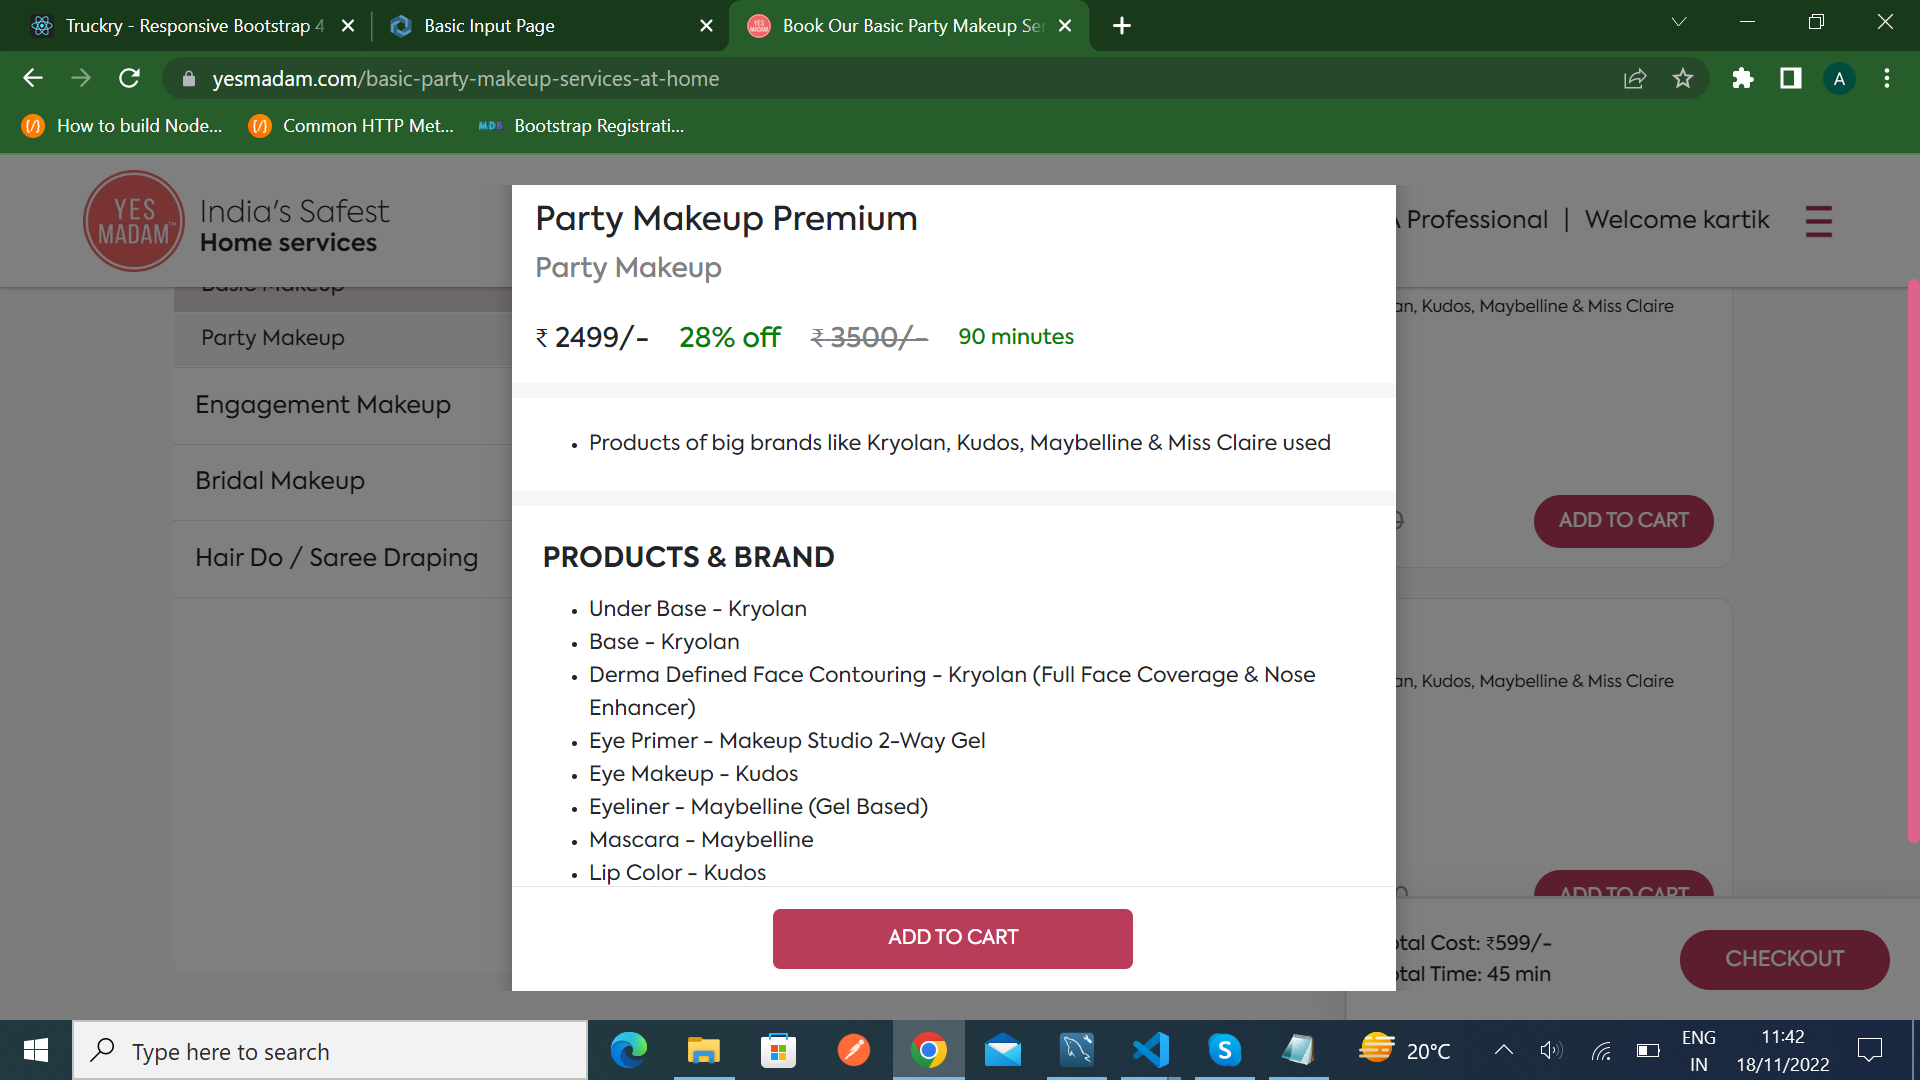 Truckry - Responsive Bootstrap 4
Basic Input Page
Book Our Basic Party Makeup Ser
yesmadam.com/basic-party-makeup-services-at-home
A
{/} How to build Node...
{/} Common HTTP Met...
MDB Bootstrap Registrati...
YES
MADAM™
India's Safest
Home services
Professional | Welcome kartik
Basic Makeup
Party Makeup
Engagement Makeup
Bridal Makeup
Hair Do / Saree Draping
Party Makeup Premium
Party Makeup
₹ 2499/- 28% off ₹ 3500/- 90 minutes
• Products of big brands like Kryolan, Kudos, Maybelline & Miss Claire used
PRODUCTS & BRAND
• Under Base - Kryolan
• Base - Kryolan
• Derma Defined Face Contouring - Kryolan (Full Face Coverage & Nose
Enhancer)
• Eye Primer - Makeup Studio 2-Way Gel
• Eye Makeup - Kudos
• Eyeliner - Maybelline (Gel Based)
• Mascara - Maybelline
• Lip Color - Kudos
ADD TO CART
an, Kudos, Maybelline & Miss Claire
ADD TO CART
an, Kudos, Maybelline & Miss Claire
ADD TO CART
otal Cost: ₹599/-
otal Time: 45 min
CHECKOUT
Type here to search
20°C
ENG
IN
11:42
18/11/2022